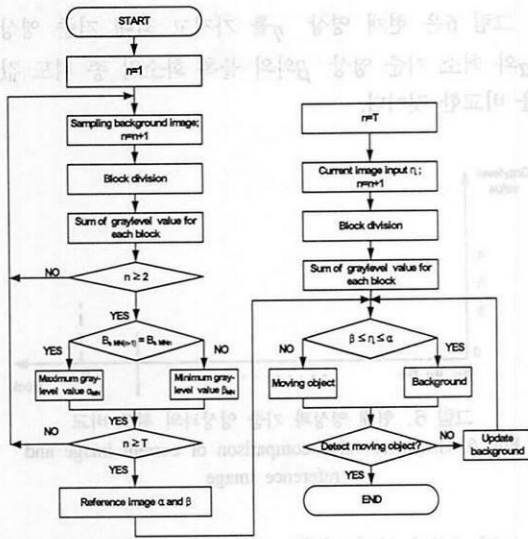 START
n=1
Sampling background image;
n=n+1
Block division
Sum of graylevel value for
each block
NO
n ≥ 2
YES
YES
NO
Maximum gray-
level value αMN
Minimum gray-
level value βMN
NO
n ≥ T
YES
YES
Reference image α and β
n=T
Current image input η ;
n=n+1
Block division
Sum of graylevel value for
each block
β ≤ η ≤ α
NO
YES
Moving object
Background
Detect moving object?
NO
Update
background
YES
END